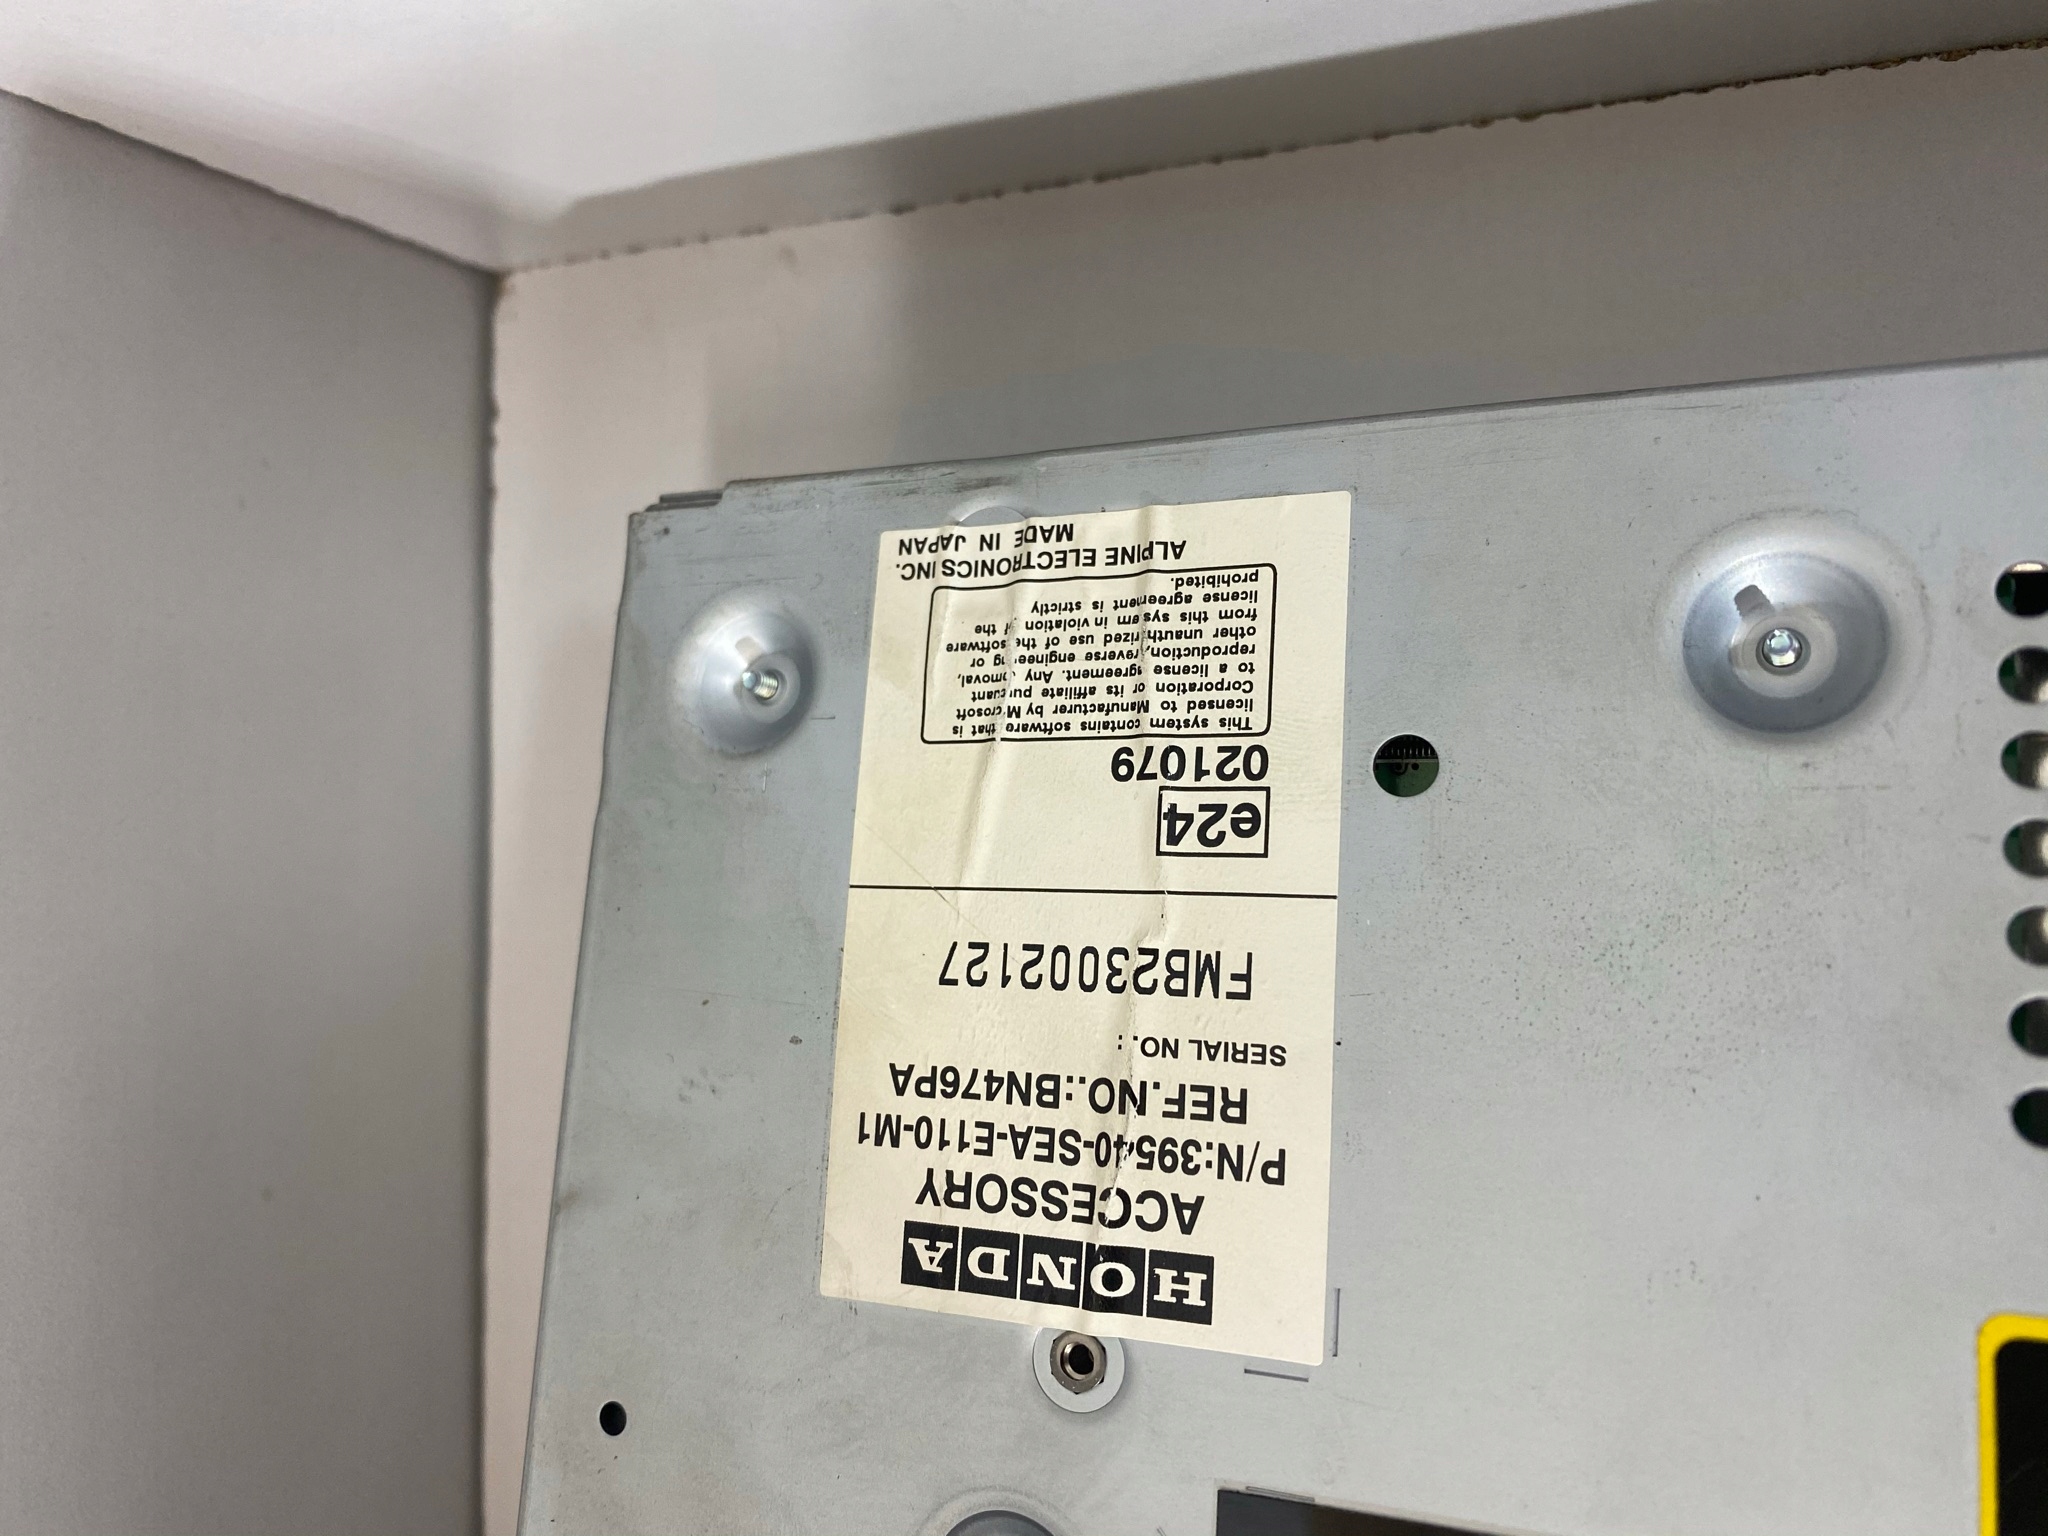 HONDA
ACCESSORY
P/N:39540-SEA-E110-M1
REF.NO.:BN476PA
SERIAL NO.:
FMB23002127
e24
021079
This system contains software that is
licensed to Manufacturer by Microsoft
Corporation or its affiliate pursuant
to a license agreement. Any removal,
reproduction, reverse engineering or
other unauthorized use of the software
from this system in violation of the
license agreement is strictly
prohibited.
ALPINE ELECTRONICS INC.
MADE IN JAPAN